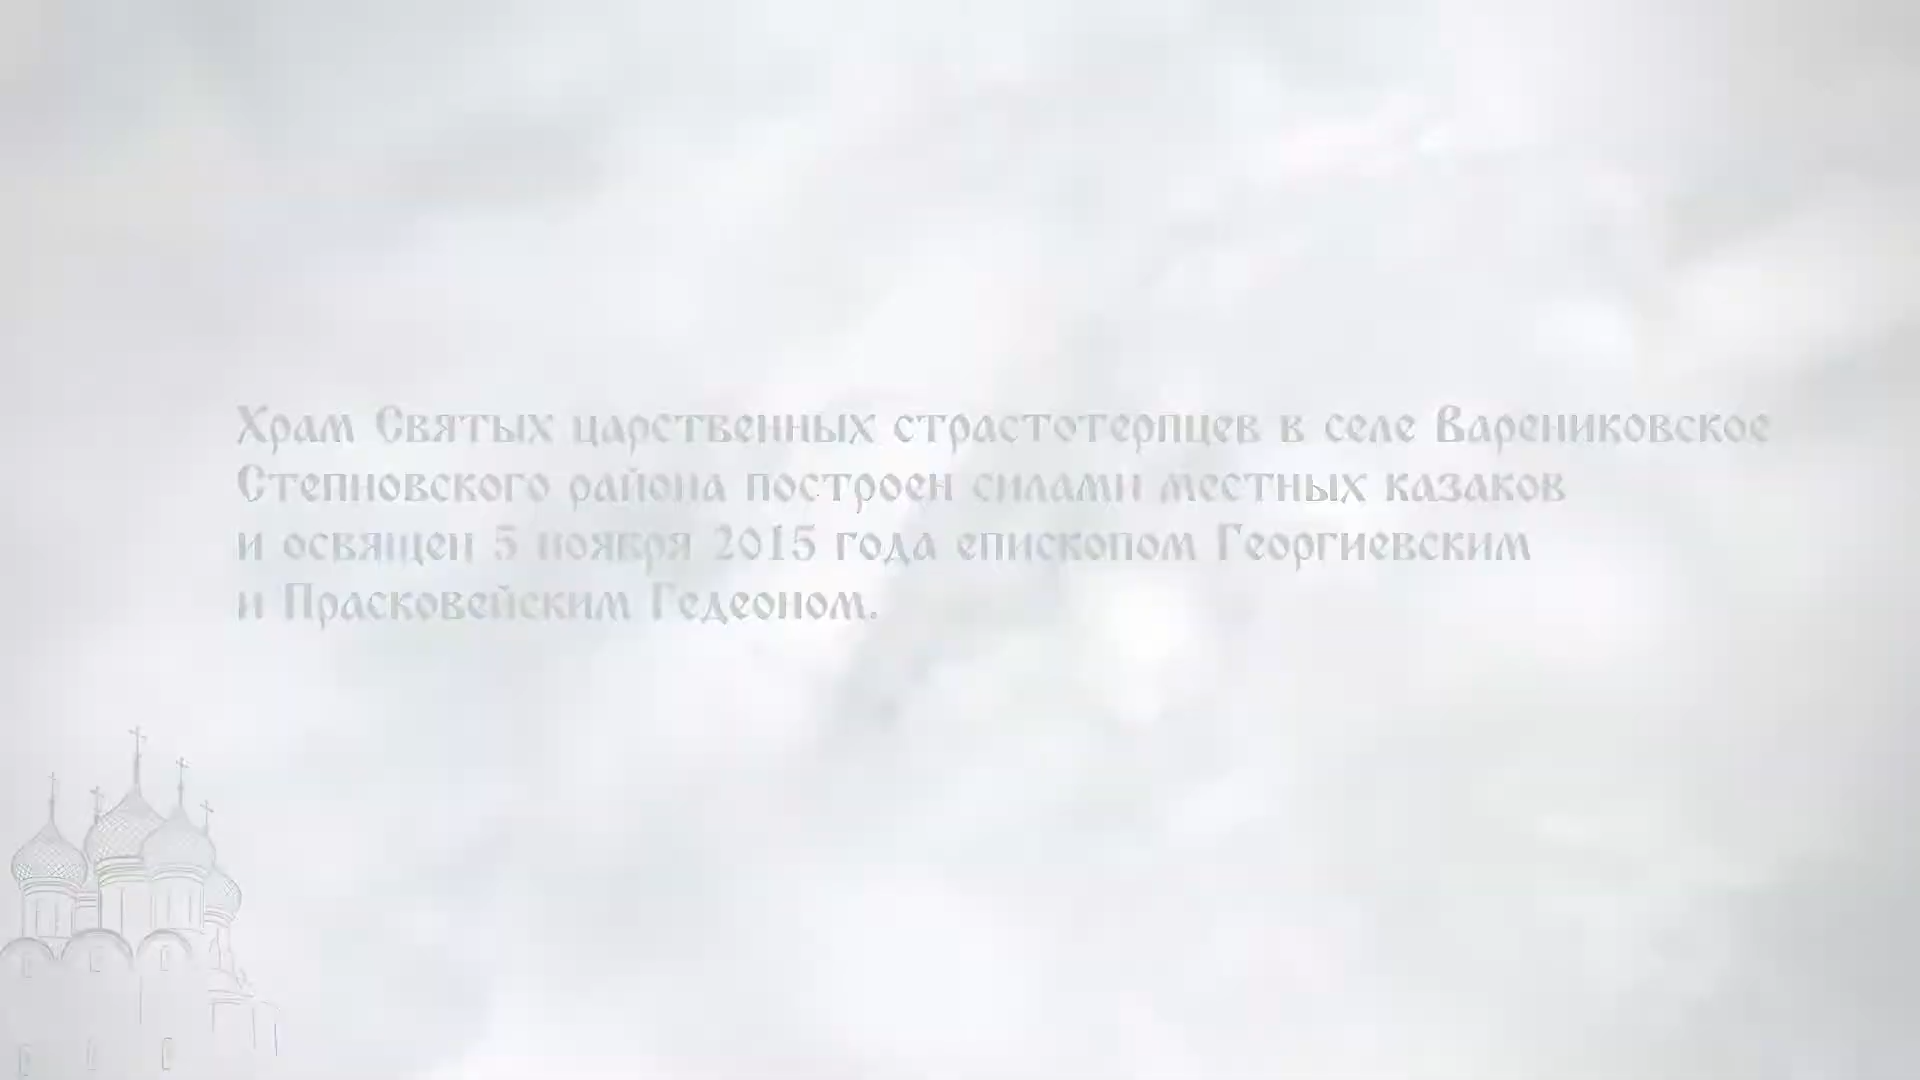 Храм Святых царственных страстотерпцев в селе Варениковское
Степновского района построен силами местных казаков
и освящен 5 ноября 2015 года епископом Георгиевским
и Прасковейским Гедеоном.